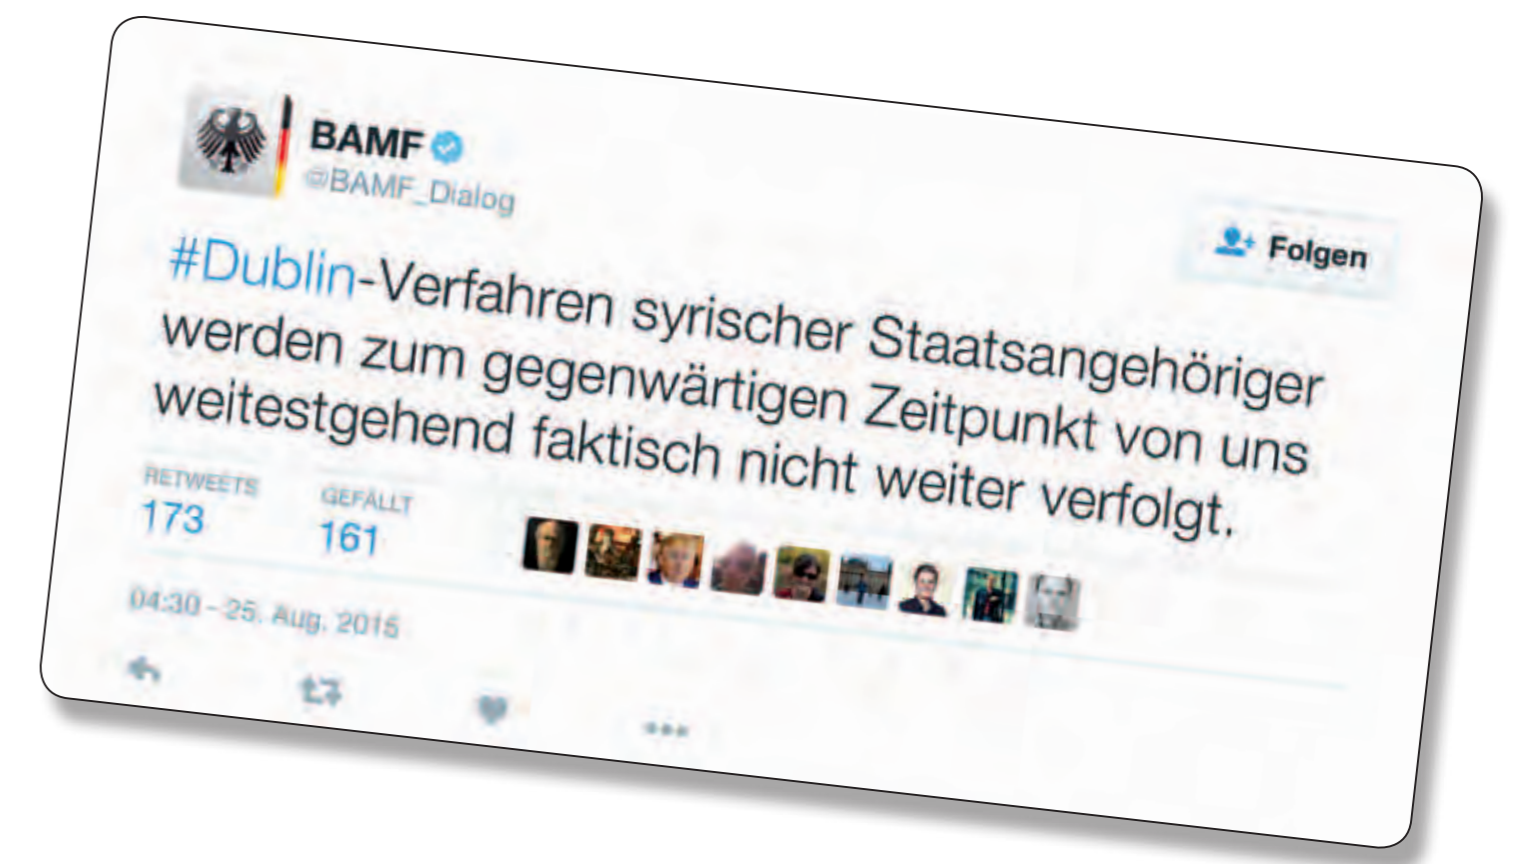 BAMF
@BAMF_Dialog
Folgen
#Dublin-Verfahren syrischer Staatsangehöriger
werden zum gegenwärtigen Zeitpunkt von uns
weitestgehend faktisch nicht weiter verfolgt.
RETWEETS
173
GEFÄLLT
161
04:30 - 25. Aug. 2015